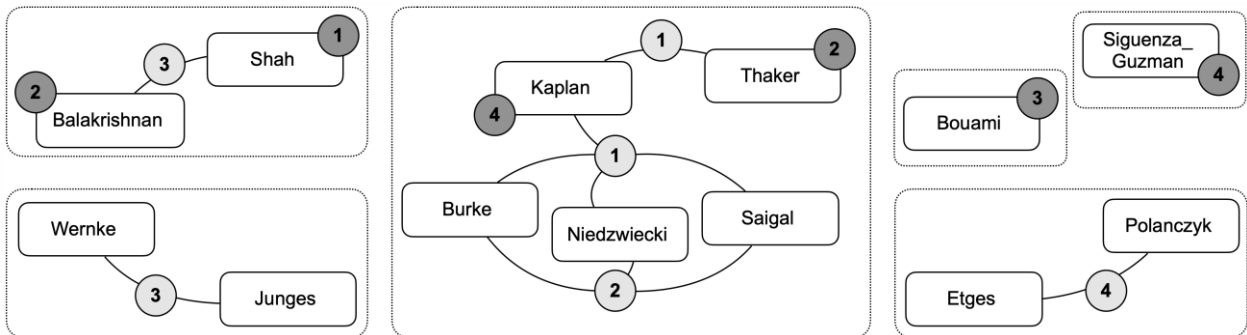 1
3
Shah
2
Balakrishnan
1
2
Kaplan
Thaker
4
1
Burke
Niedzwiecki
Saigal
2
Siguenza_
Guzman
4
3
Bouami
Wernke
3
Junges
Polanczyk
Etges
4